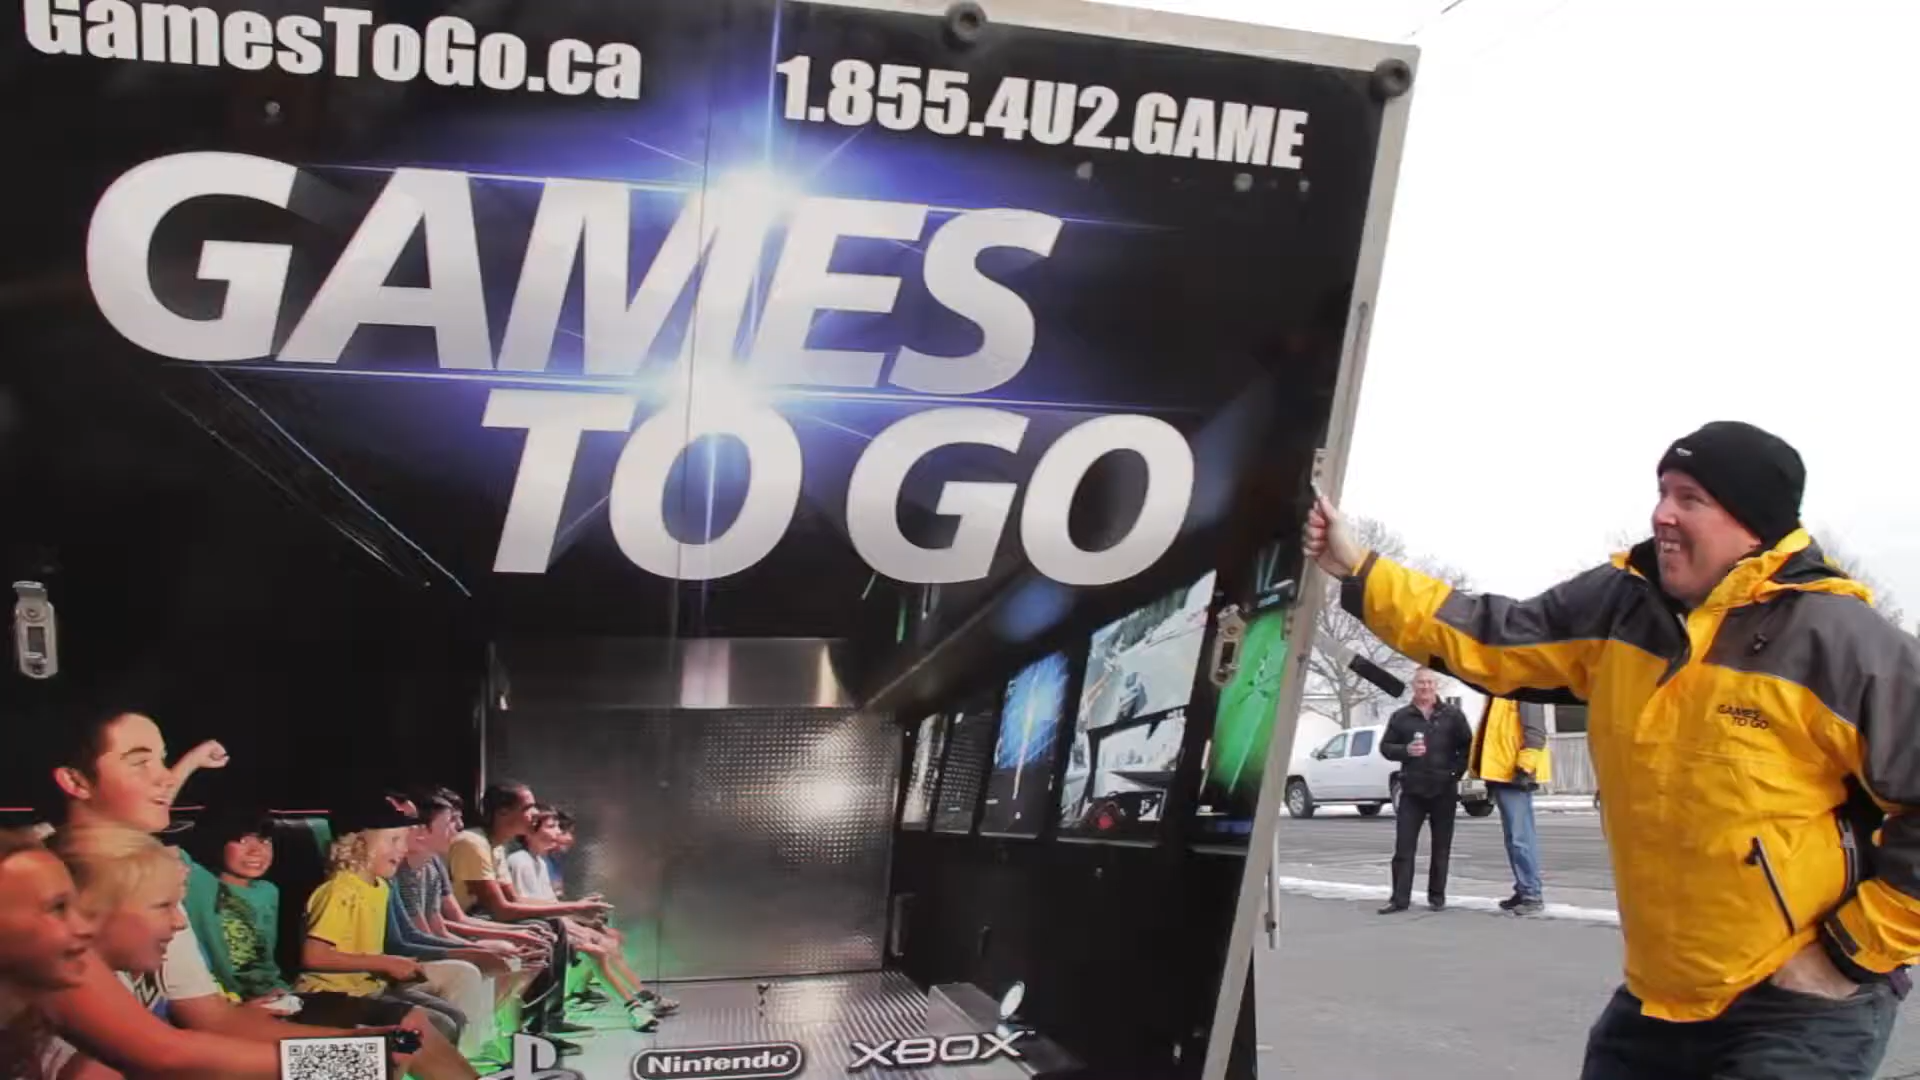 GamesToGo.ca
1.855.4U2.GAME
GAMES
TO GO
GAMES
TO GO
Nintendo
XBOX